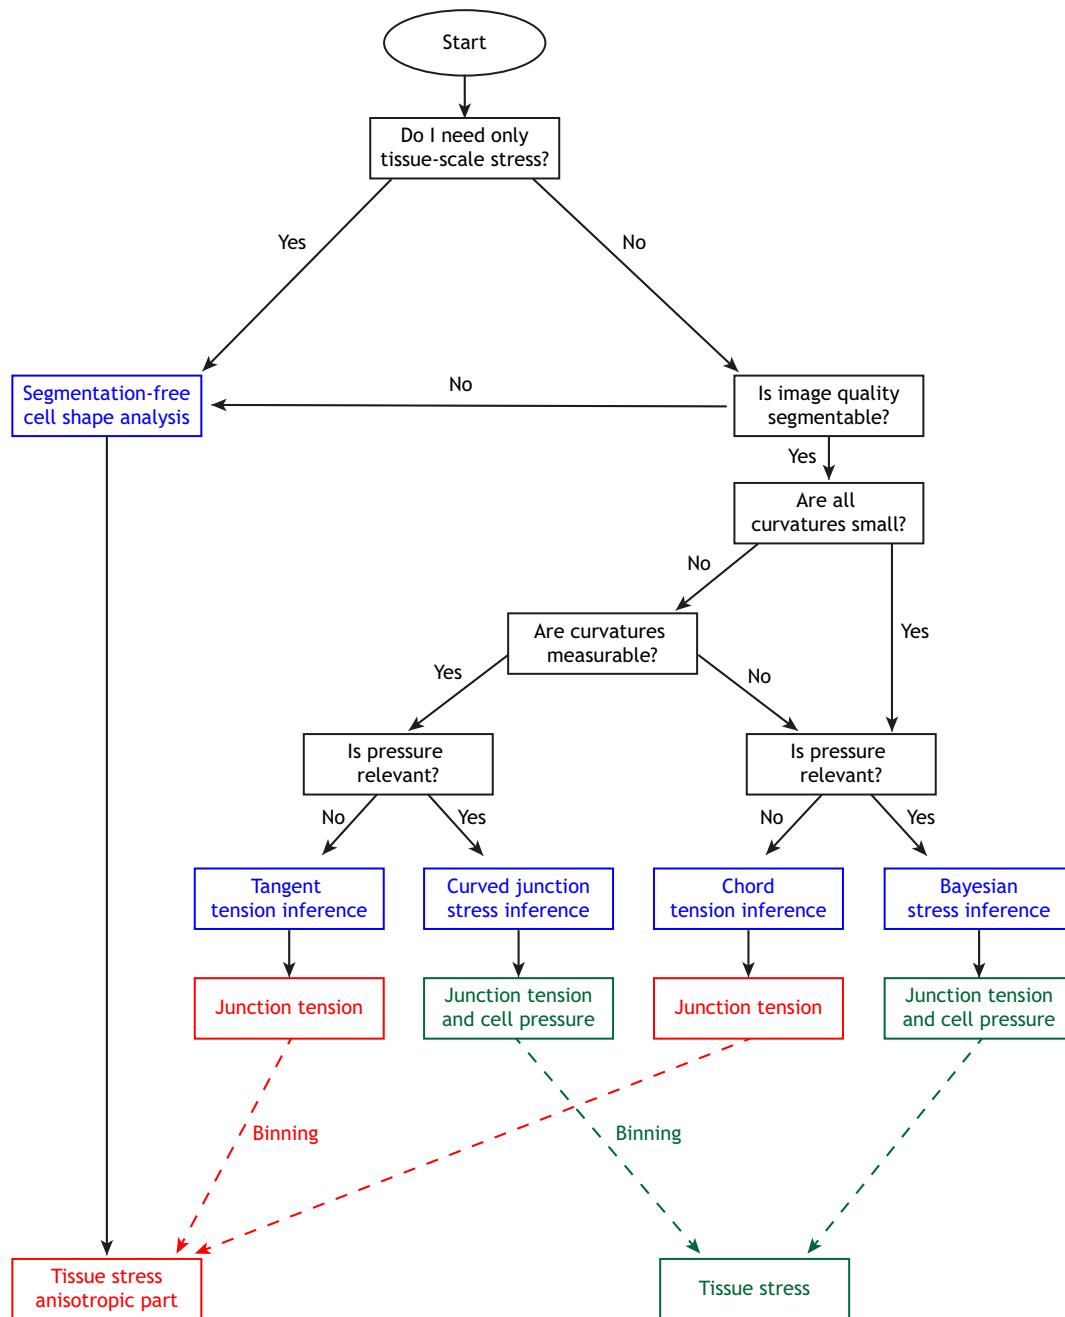 Start
Do I need only
tissue-scale stress?
Yes
No
Segmentation-free
cell shape analysis
No
Is image quality
segmentable?
Yes
Are all
curvatures small?
No
Yes
Are curvatures
measurable?
Yes
No
Is pressure
relevant?
Is pressure
relevant?
No
Yes
No
Yes
Tangent
tension inference
Curved junction
stress inference
Chord
tension inference
Bayesian
stress inference
Junction tension
Junction tension
and cell pressure
Junction tension
Junction tension
and cell pressure
Binning
Binning
Tissue stress
anisotropic part
Tissue stress